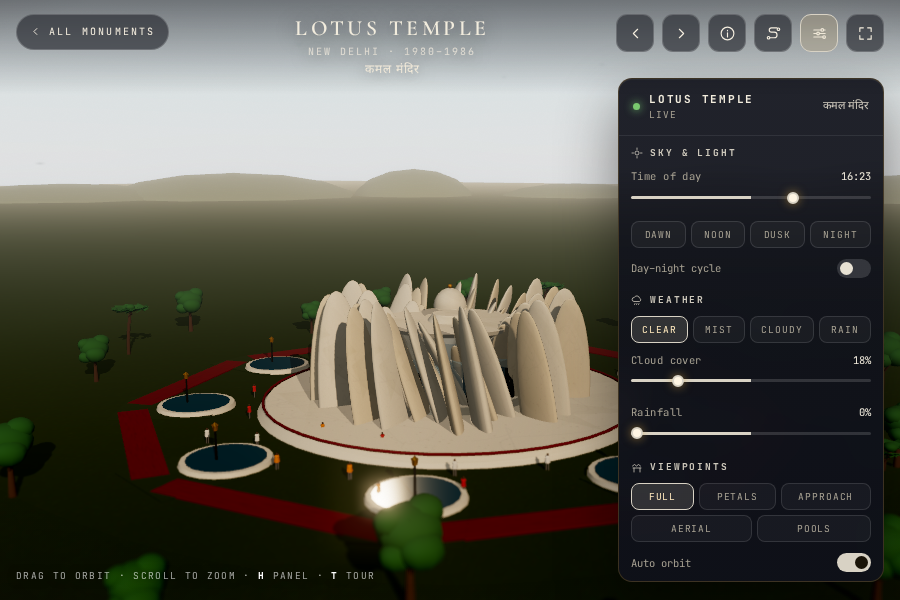 ALL MONUMENTS
LOTUS TEMPLE
NEW DELHI · 1980–1986
कमल मंदिर
LOTUS TEMPLE
LIVE
कमल मंदिर
SKY & LIGHT
Time of day 16:23
DAWN NOON DUSK NIGHT
Day–night cycle
WEATHER
CLEAR MIST CLOUDY RAIN
Cloud cover 18%
Rainfall 0%
VIEWPOINTS
FULL PETALS APPROACH
AERIAL POOLS
Auto orbit
DRAG TO ORBIT · SCROLL TO ZOOM · H PANEL · T TOUR